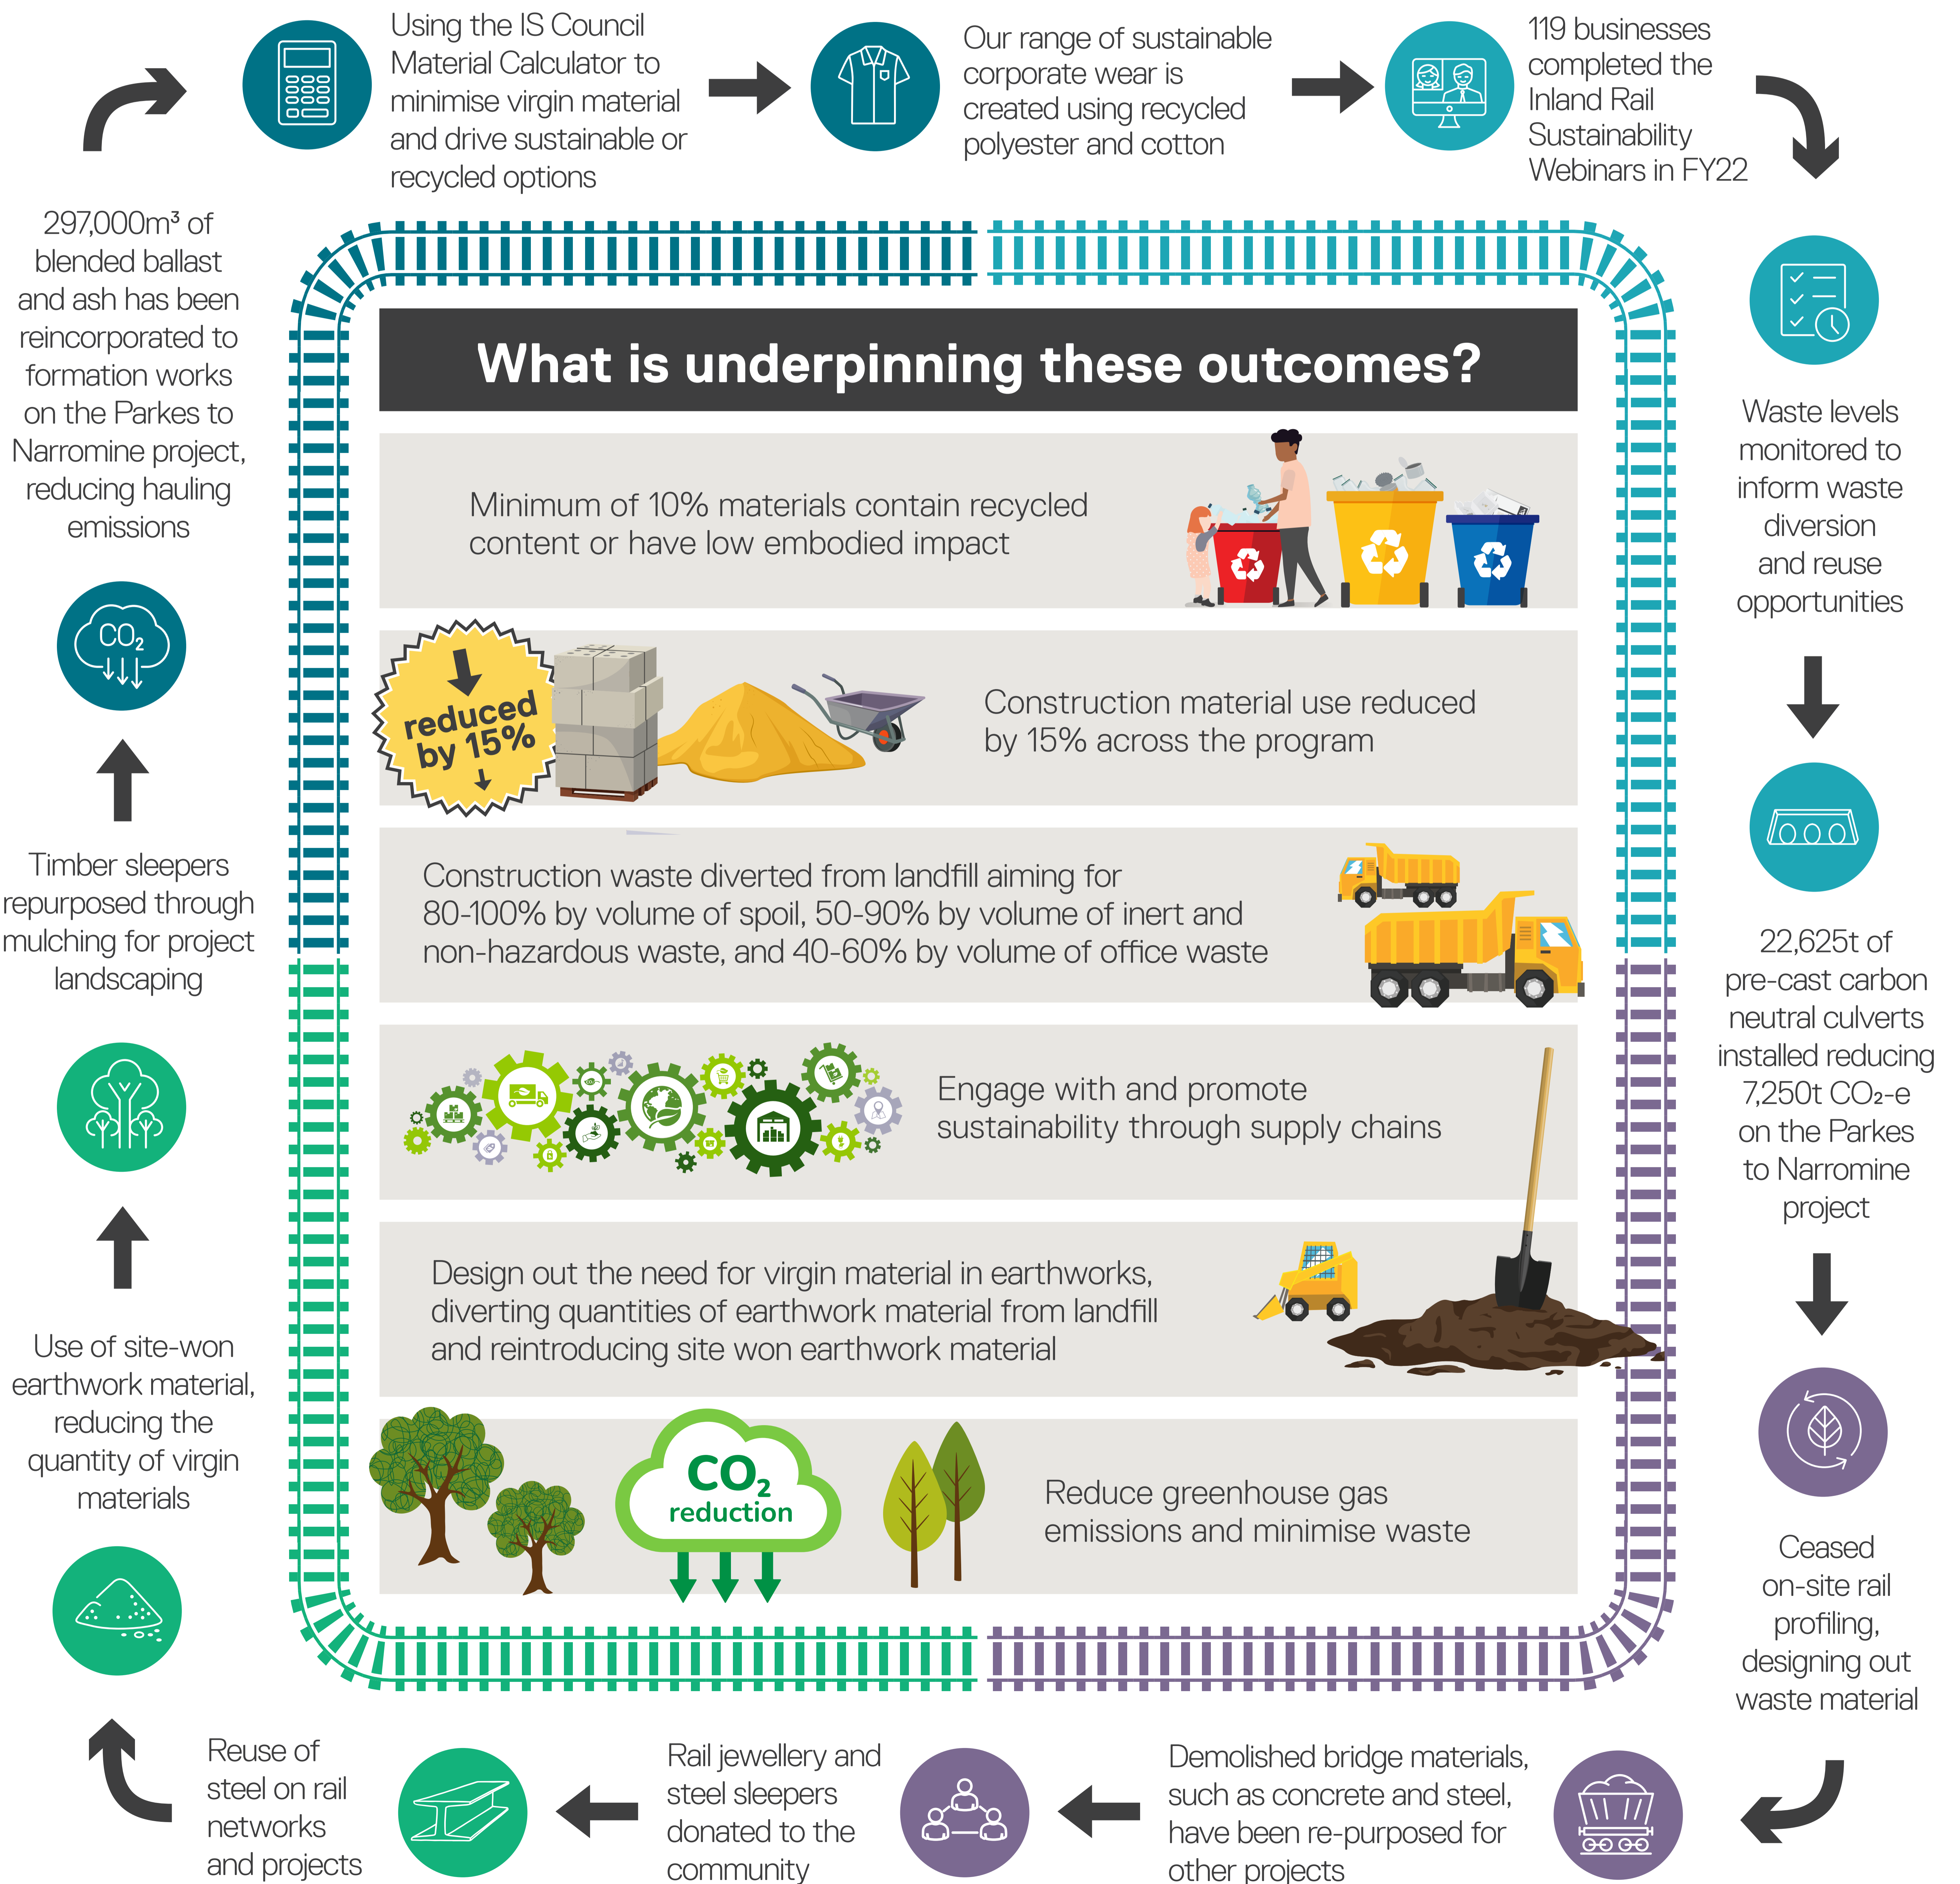 Using the IS Council
Material Calculator to
minimise virgin material
and drive sustainable or
recycled options
Our range of sustainable
corporate wear is
created using recycled
polyester and cotton
119 businesses
completed the
Inland Rail
Sustainability
Webinars in FY22
Waste levels
monitored to
inform waste
diversion
and reuse
opportunities
22,625t of
pre-cast carbon
neutral culverts
installed reducing
7,250t CO₂-e
on the Parkes
to Narromine
project
Ceased
on-site rail
profiling,
designing out
waste material
Demolished bridge materials,
such as concrete and steel,
have been re-purposed for
other projects
Rail jewellery and
steel sleepers
donated to the
community
Reuse of
steel on rail
networks
and projects
Use of site-won
earthwork material,
reducing the
quantity of virgin
materials
Timber sleepers
repurposed through
mulching for project
landscaping
CO₂
297,000m³ of
blended ballast
and ash has been
reincorporated to
formation works
on the Parkes to
Narromine project,
reducing hauling
emissions
What is underpinning these outcomes?
Minimum of 10% materials contain recycled
content or have low embodied impact
reduced
by 15%
Construction material use reduced
by 15% across the program
Construction waste diverted from landfill aiming for
80-100% by volume of spoil, 50-90% by volume of inert and
non-hazardous waste, and 40-60% by volume of office waste
Engage with and promote
sustainability through supply chains
Design out the need for virgin material in earthworks,
diverting quantities of earthwork material from landfill
and reintroducing site won earthwork material
CO₂
reduction
Reduce greenhouse gas
emissions and minimise waste